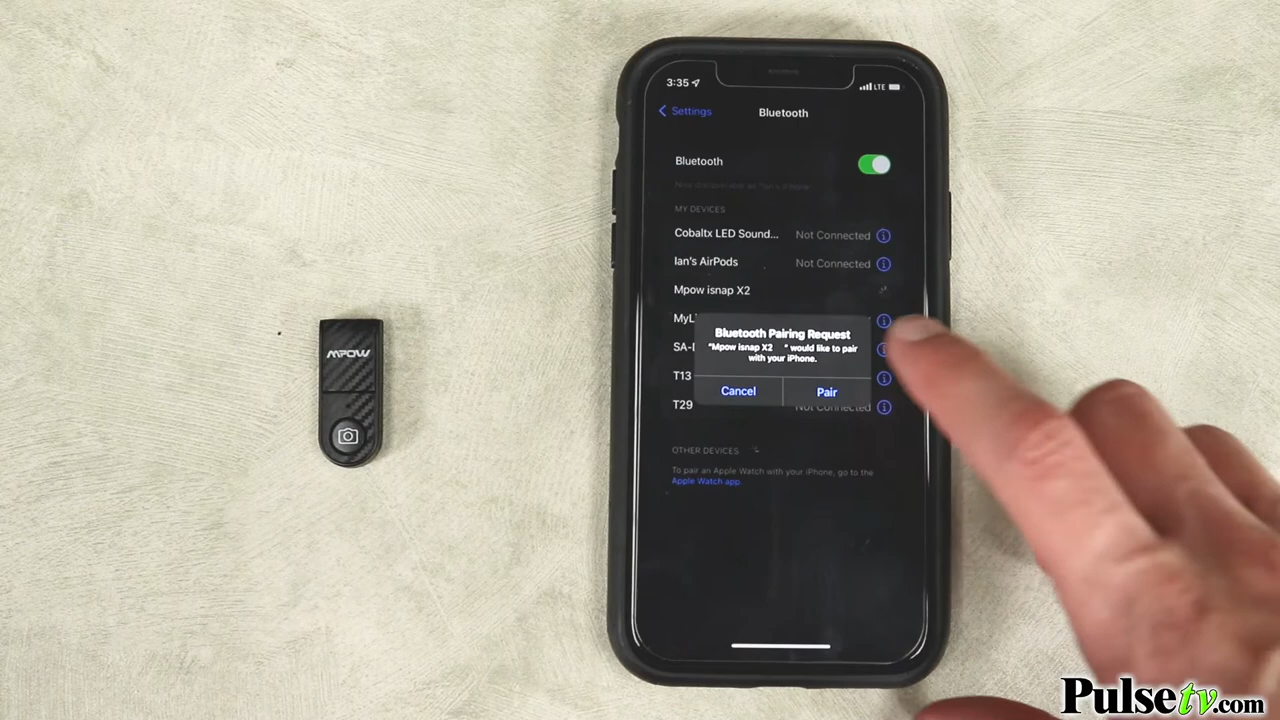 3:35
LTE
Settings
Bluetooth
Bluetooth
MY DEVICES
Cobaltx LED Sound... Not Connected
Ian's AirPods Not Connected
Mpow isnap X2
MyL
Bluetooth Pairing Request
"Mpow isnap X2 " would like to pair
with your iPhone.
SA-
T13
Cancel Pair
T29 Not Connected
OTHER DEVICES
To pair an Apple Watch with your iPhone, go to the
Apple Watch app.
MPOW
Pulsetv.com